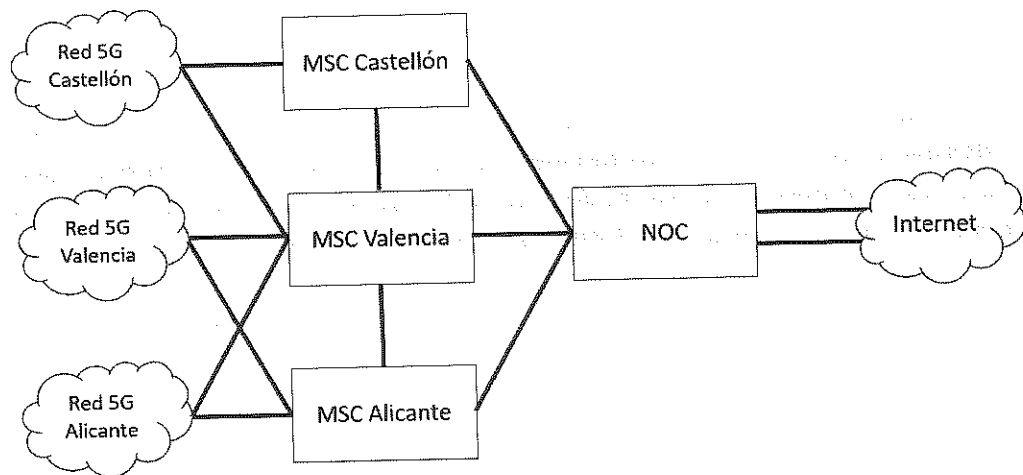 Red 5G
Castellón
MSC Castellón
Red 5G
Valencia
MSC Valencia
NOC
Internet
Red 5G
Alicante
MSC Alicante